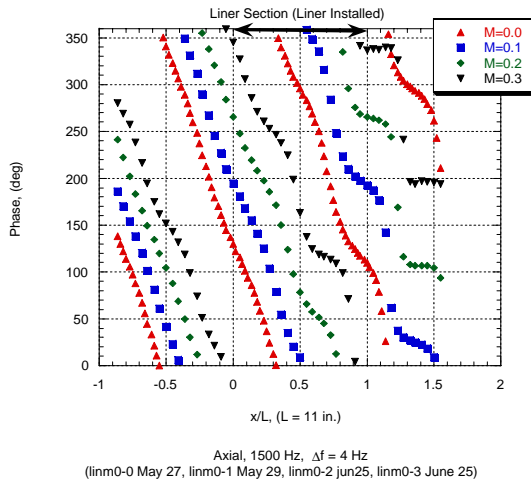 Liner Section (Liner Installed)
M=0.0
M=0.1
M=0.2
M=0.3
350
300
250
200
150
100
50
0
Phase, (deg)
-1
-0.5
0
0.5
1
1.5
2
x/L, (L = 11 in.)
Axial, 1500 Hz, Δf = 4 Hz
(linm0-0 May 27, linm0-1 May 29, linm0-2 jun25, linm0-3 June 25)